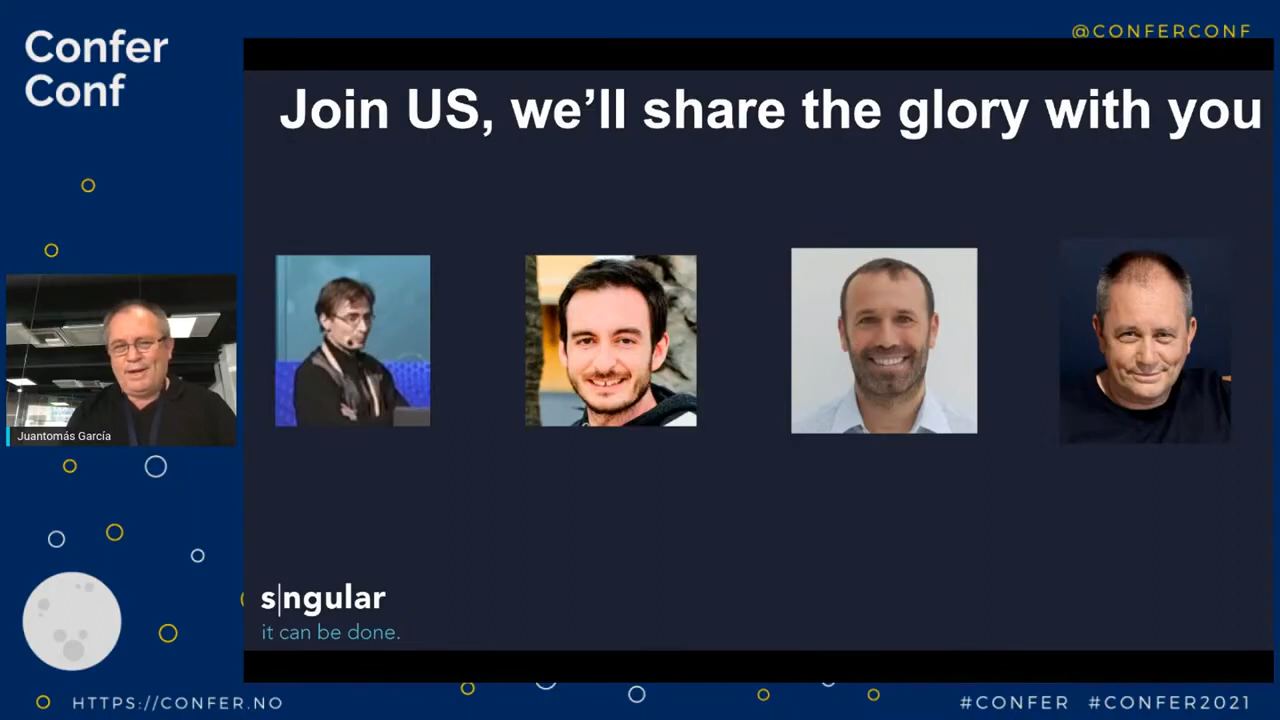 Confer
Conf
@CONFERCONF
Join US, we'll share the glory with you
Juantomás García
s|ngular
it can be done.
HTTPS://CONFER.NO
#CONFER #CONFER2021